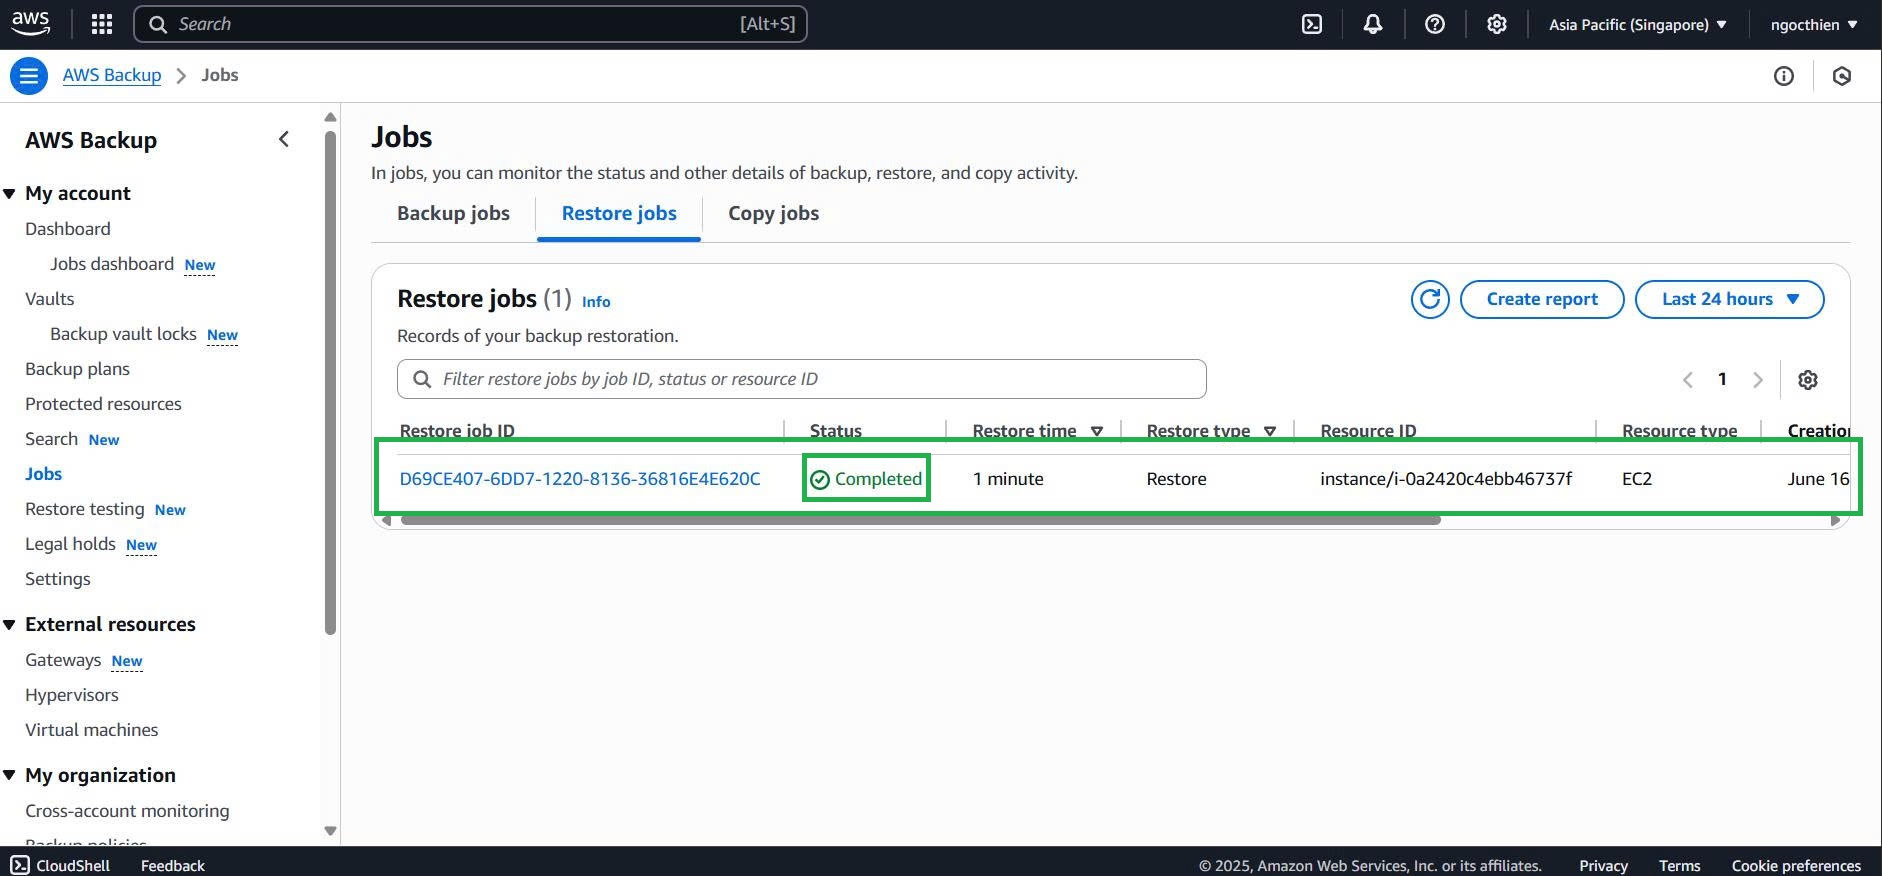 aws
Search [Alt+S]
Asia Pacific (Singapore)
ngocthien
AWS Backup > Jobs
AWS Backup
My account
Dashboard
Jobs dashboard New
Vaults
Backup vault locks New
Backup plans
Protected resources
Search New
Jobs
Restore testing New
Legal holds New
Settings
External resources
Gateways New
Hypervisors
Virtual machines
My organization
Cross-account monitoring
Backup policies
Jobs
In jobs, you can monitor the status and other details of backup, restore, and copy activity.
Backup jobs Restore jobs Copy jobs
Restore jobs (1) Info
Create report
Last 24 hours
Records of your backup restoration.
Filter restore jobs by job ID, status or resource ID
1
Restore job ID Status Restore time Restore type Resource ID Resource type Creatio
D69CE407-6DD7-1220-8136-36816E4E620C Completed 1 minute Restore instance/i-0a2420c4ebb46737f EC2 June 16
CloudShell Feedback
© 2025, Amazon Web Services, Inc. or its affiliates. Privacy Terms Cookie preferences